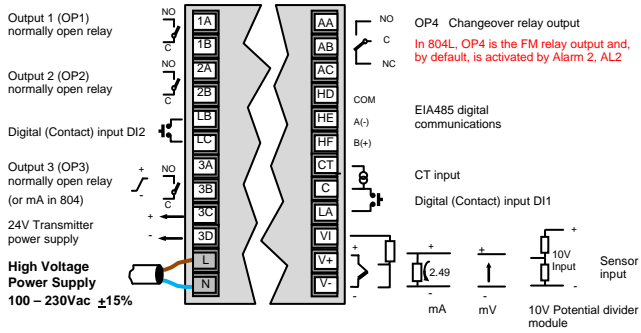 Output 1 (OP1)
normally open relay
NO
C
1A
1B
Output 2 (OP2)
normally open relay
NO
C
2A
2B
Digital (Contact) input DI2
LB
LC
Output 3 (OP3)
normally open relay
(or mA in 804)
+
-
NO
C
3A
3B
24V Transmitter
power supply
+
-
3C
3D
High Voltage
Power Supply
100 – 230Vac ±15%
L
N
AA
AB
AC
NO
C
NC
OP4 Changeover relay output
In 804L, OP4 is the FM relay output and,
by default, is activated by Alarm 2, AL2
HD
HE
HF
COM
A(-)
B(+)
EIA485 digital
communications
CT
C
LA
CT input
Digital (Contact) input DI1
VI
V+
V-
+
-
+
2.49
-
mA
+
-
mV
+
10V
Input
-
Sensor
input
10V Potential divider
module